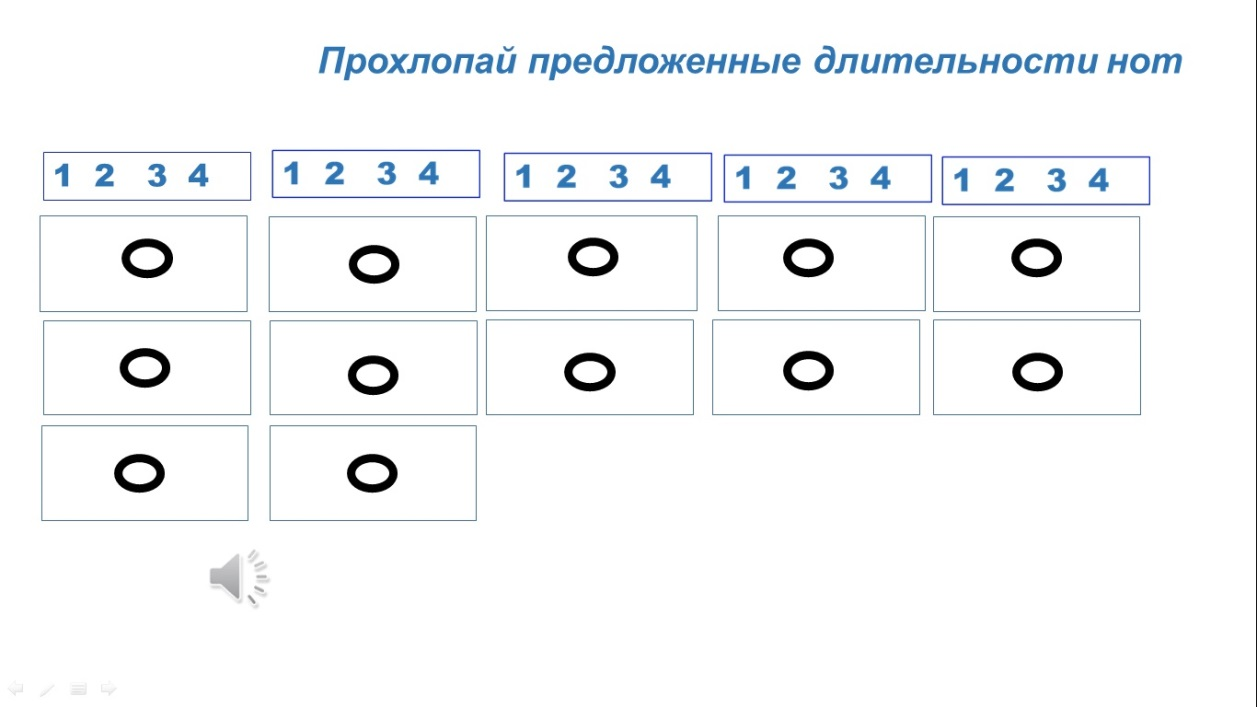 Прохлопай предложенные длительности нот
1 2 3 4 1 2 3 4 1 2 3 4 1 2 3 4 1 2 3 4